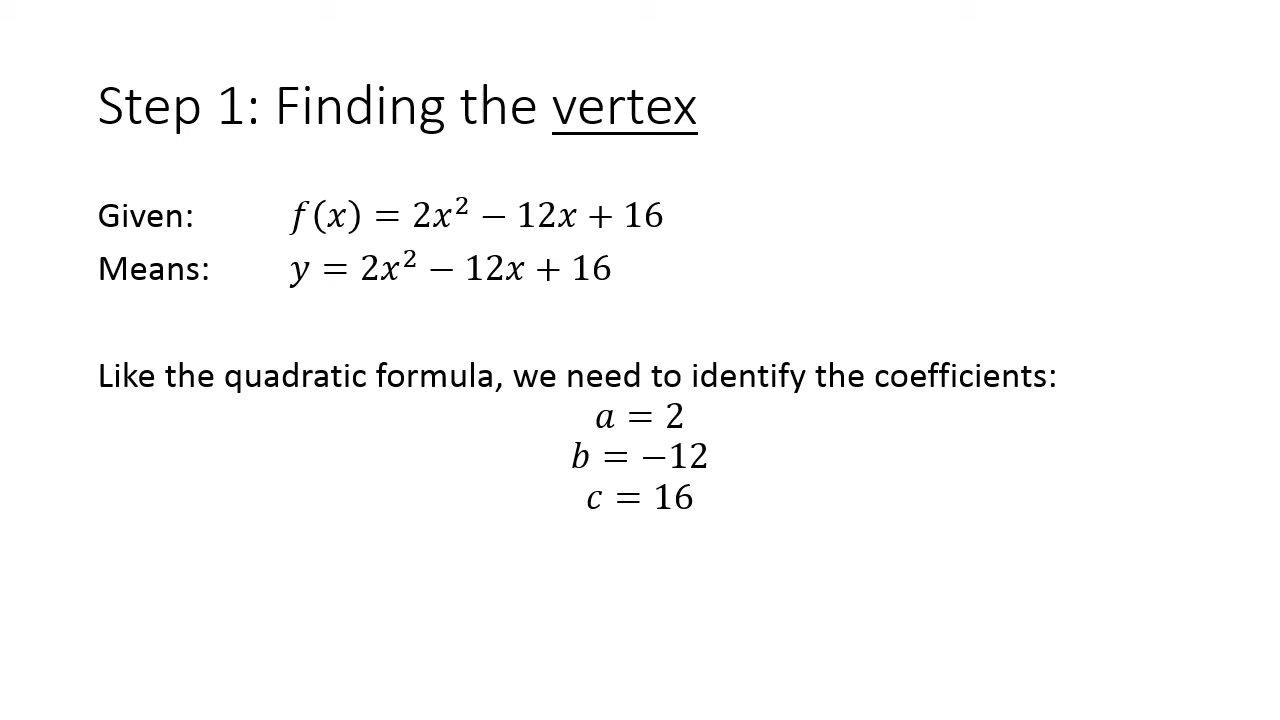 Step 1: Finding the vertex
Given: f(x) = 2x² − 12x + 16
Means: y = 2x² − 12x + 16
Like the quadratic formula, we need to identify the coefficients:
a = 2
b = −12
c = 16